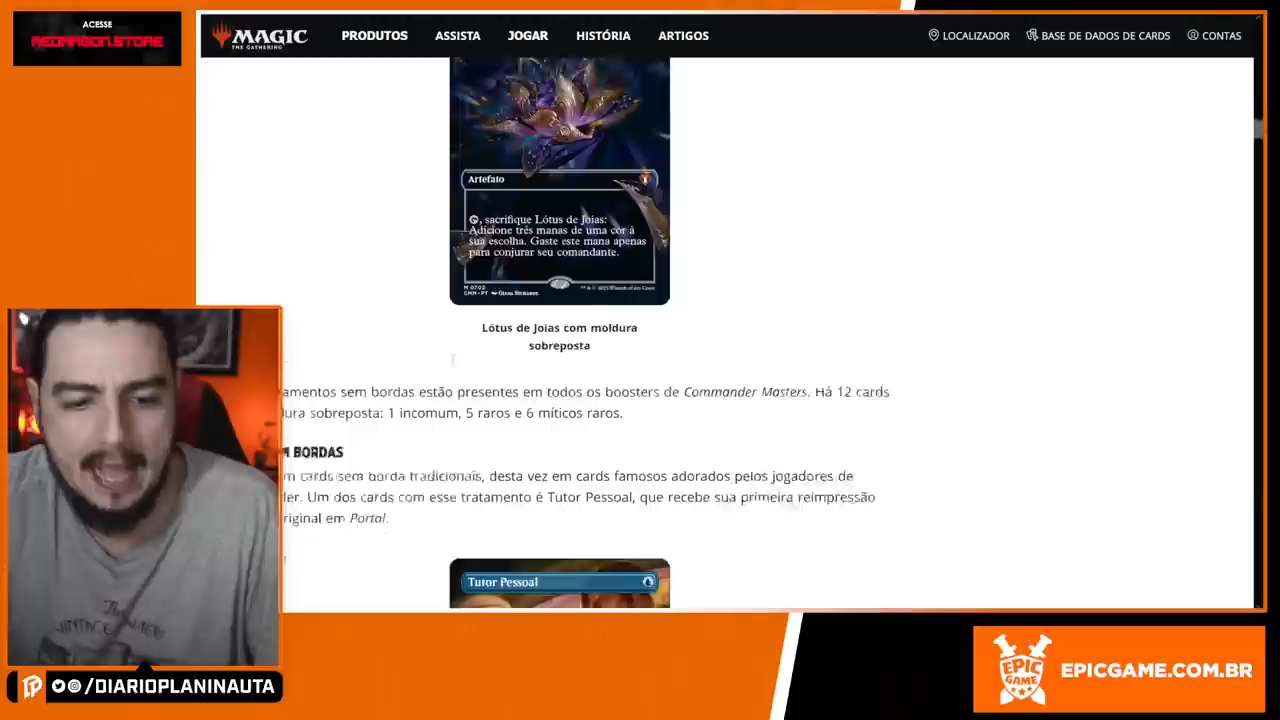 ACESSE
REDRAGON.STORE
MAGIC
THE GATHERING
PRODUTOS
ASSISTA
JOGAR
HISTÓRIA
ARTIGOS
LOCALIZADOR
BASE DE DADOS DE CARDS
CONTAS
Artefato
, sacrifique Lótus de Joias:
Adicione três manas de uma cor à
sua escolha. Gaste este mana apenas
para conjurar seu comandante.
M 0702
CMM • PT
Lótus de Joias com moldura
sobreposta
amentos sem bordas estão presentes em todos os boosters de Commander Masters. Há 12 cards
dura sobreposta: 1 incomum, 5 raros e 6 míticos raros.
M BORDAS
m cards sem borda tradicionais, desta vez em cards famosos adorados pelos jogadores de
der. Um dos cards com esse tratamento é Tutor Pessoal, que recebe sua primeira reimpressão
riginal em Portal.
Tutor Pessoal
/DIARIOPLANINAUTA
EPIC
GAME
EPICGAME.COM.BR